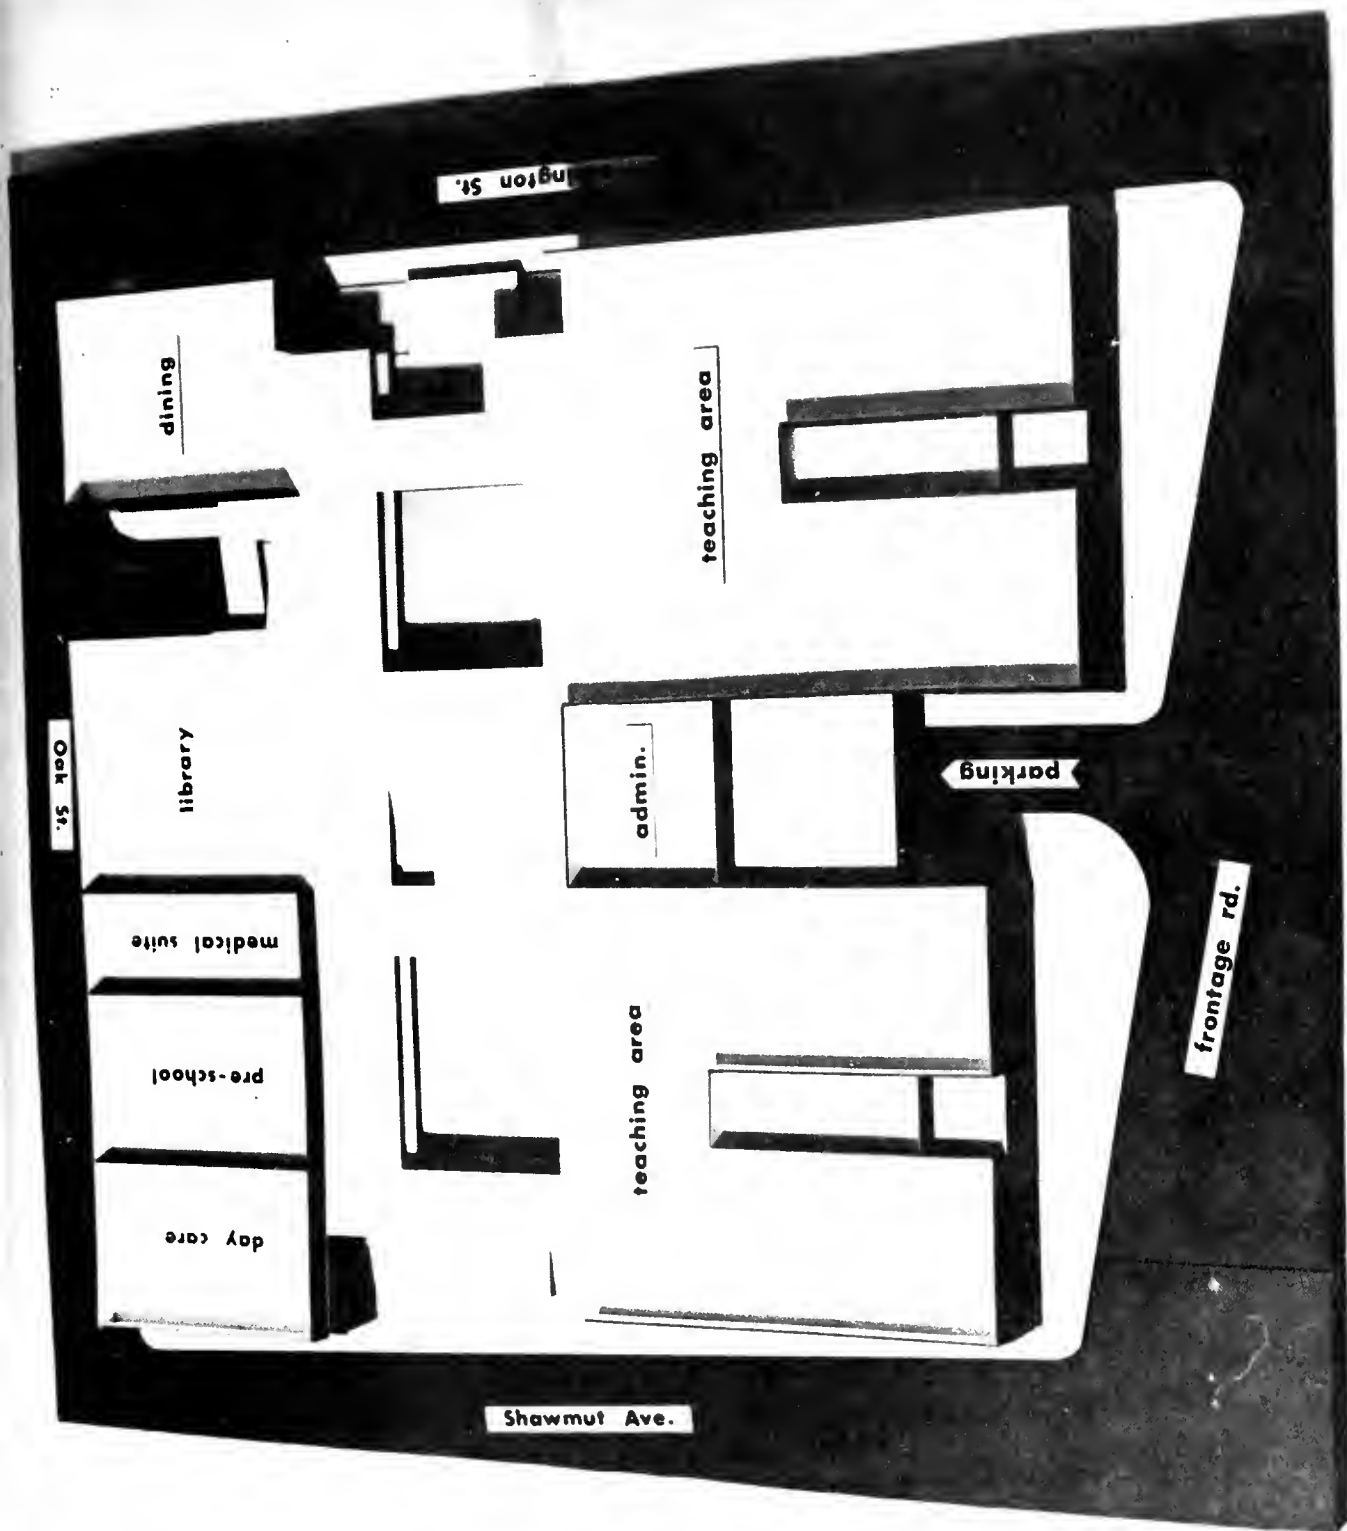 ington St.
dining
teaching area
Oak St.
library
admin.
parking
medical suite
frontage rd.
pre-school
teaching area
day care
Shawmut Ave.